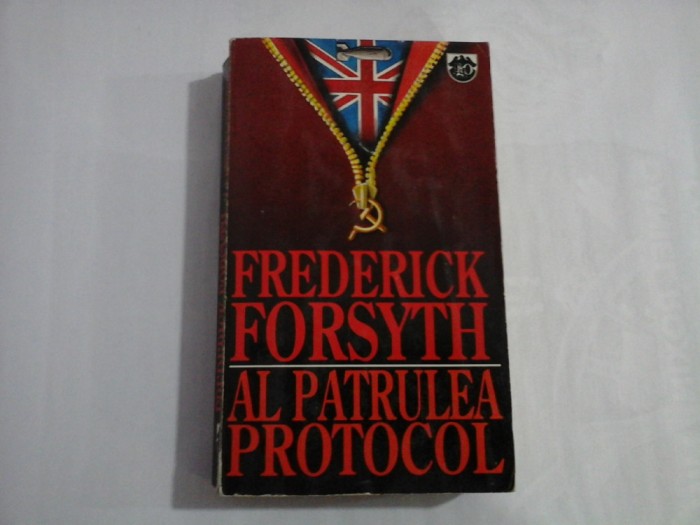 FREDERICK
FORSYTH
AL PATRULEA
PROTOCOL